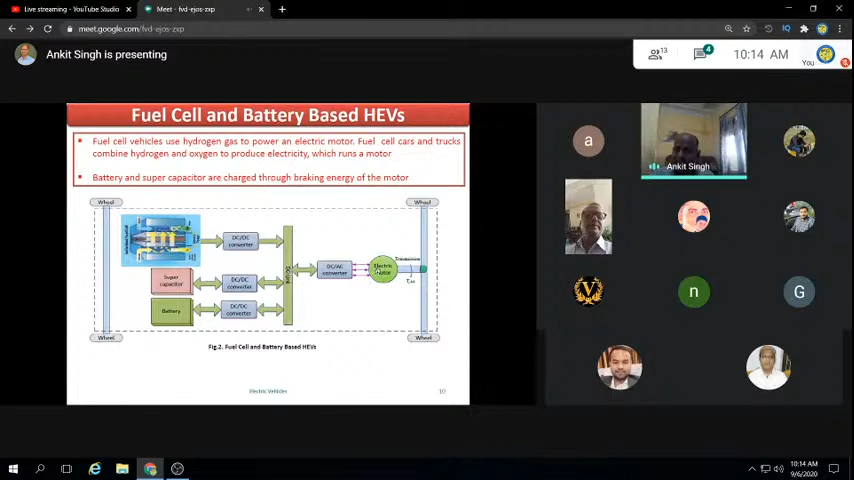 Live streaming - YouTube Studio
Meet - fvd-ejos-zxp
meet.google.com/fvd-ejos-zxp
Ankit Singh is presenting
13
4
10:14 AM
You
Fuel Cell and Battery Based HEVs
Fuel cell vehicles use hydrogen gas to power an electric motor. Fuel cell cars and trucks
combine hydrogen and oxygen to produce electricity, which runs a motor
Battery and super capacitor are charged through braking energy of the motor
Wheel
Wheel
DC/DC
converter
Super
capacitor
DC/DC
converter
Battery
DC/DC
converter
DC Link
DC/AC
converter
Electric
Motor
Transmission
Wheel
Wheel
Fig.2. Fuel Cell and Battery Based HEVs
Electric Vehicles
10
a
Ankit Singh
V
n
G
10:14 AM
9/6/2020